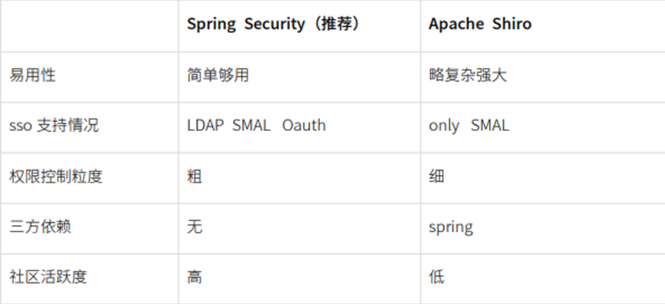 Spring Security（推荐） Apache Shiro
易用性 简单够用 略复杂强大
sso 支持情况 LDAP SMAL Oauth only SMAL
权限控制粒度 粗 细
三方依赖 无 spring
社区活跃度 高 低